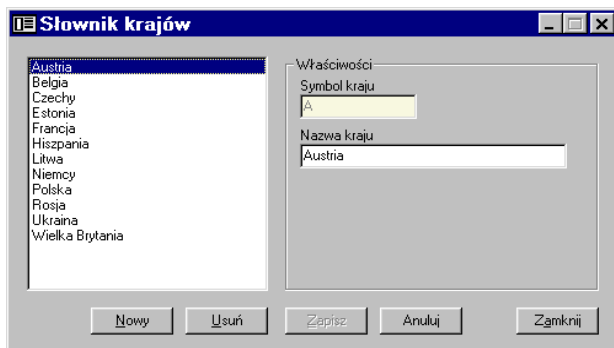 Słownik krajów
Austria
Belgia
Czechy
Estonia
Francja
Hiszpania
Litwa
Niemcy
Polska
Rosja
Ukraina
Wielka Brytania
Właściwości
Symbol kraju
A
Nazwa kraju
Austria
Nowy
Usuń
Zapisz
Anuluj
Zamknij